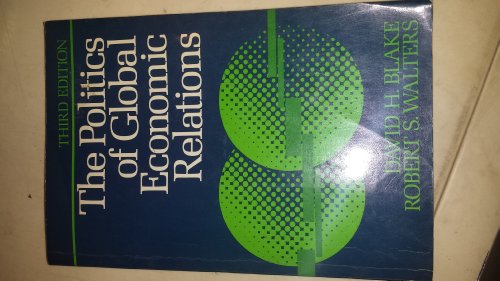 THIRD EDITION
The Politics
of Global
Economic
Relations
DAVID H. BLAKE
ROBERT S. WALTERS